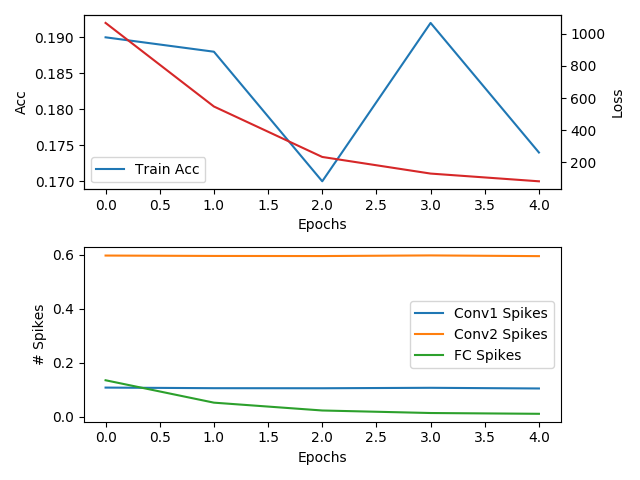 0.190
0.185
0.180
0.175
0.170
Acc
1000
800
600
400
200
Loss
Train Acc
0.0 0.5 1.0 1.5 2.0 2.5 3.0 3.5 4.0
Epochs
0.6
0.4
0.2
0.0
# Spikes
Conv1 Spikes
Conv2 Spikes
FC Spikes
0.0 0.5 1.0 1.5 2.0 2.5 3.0 3.5 4.0
Epochs